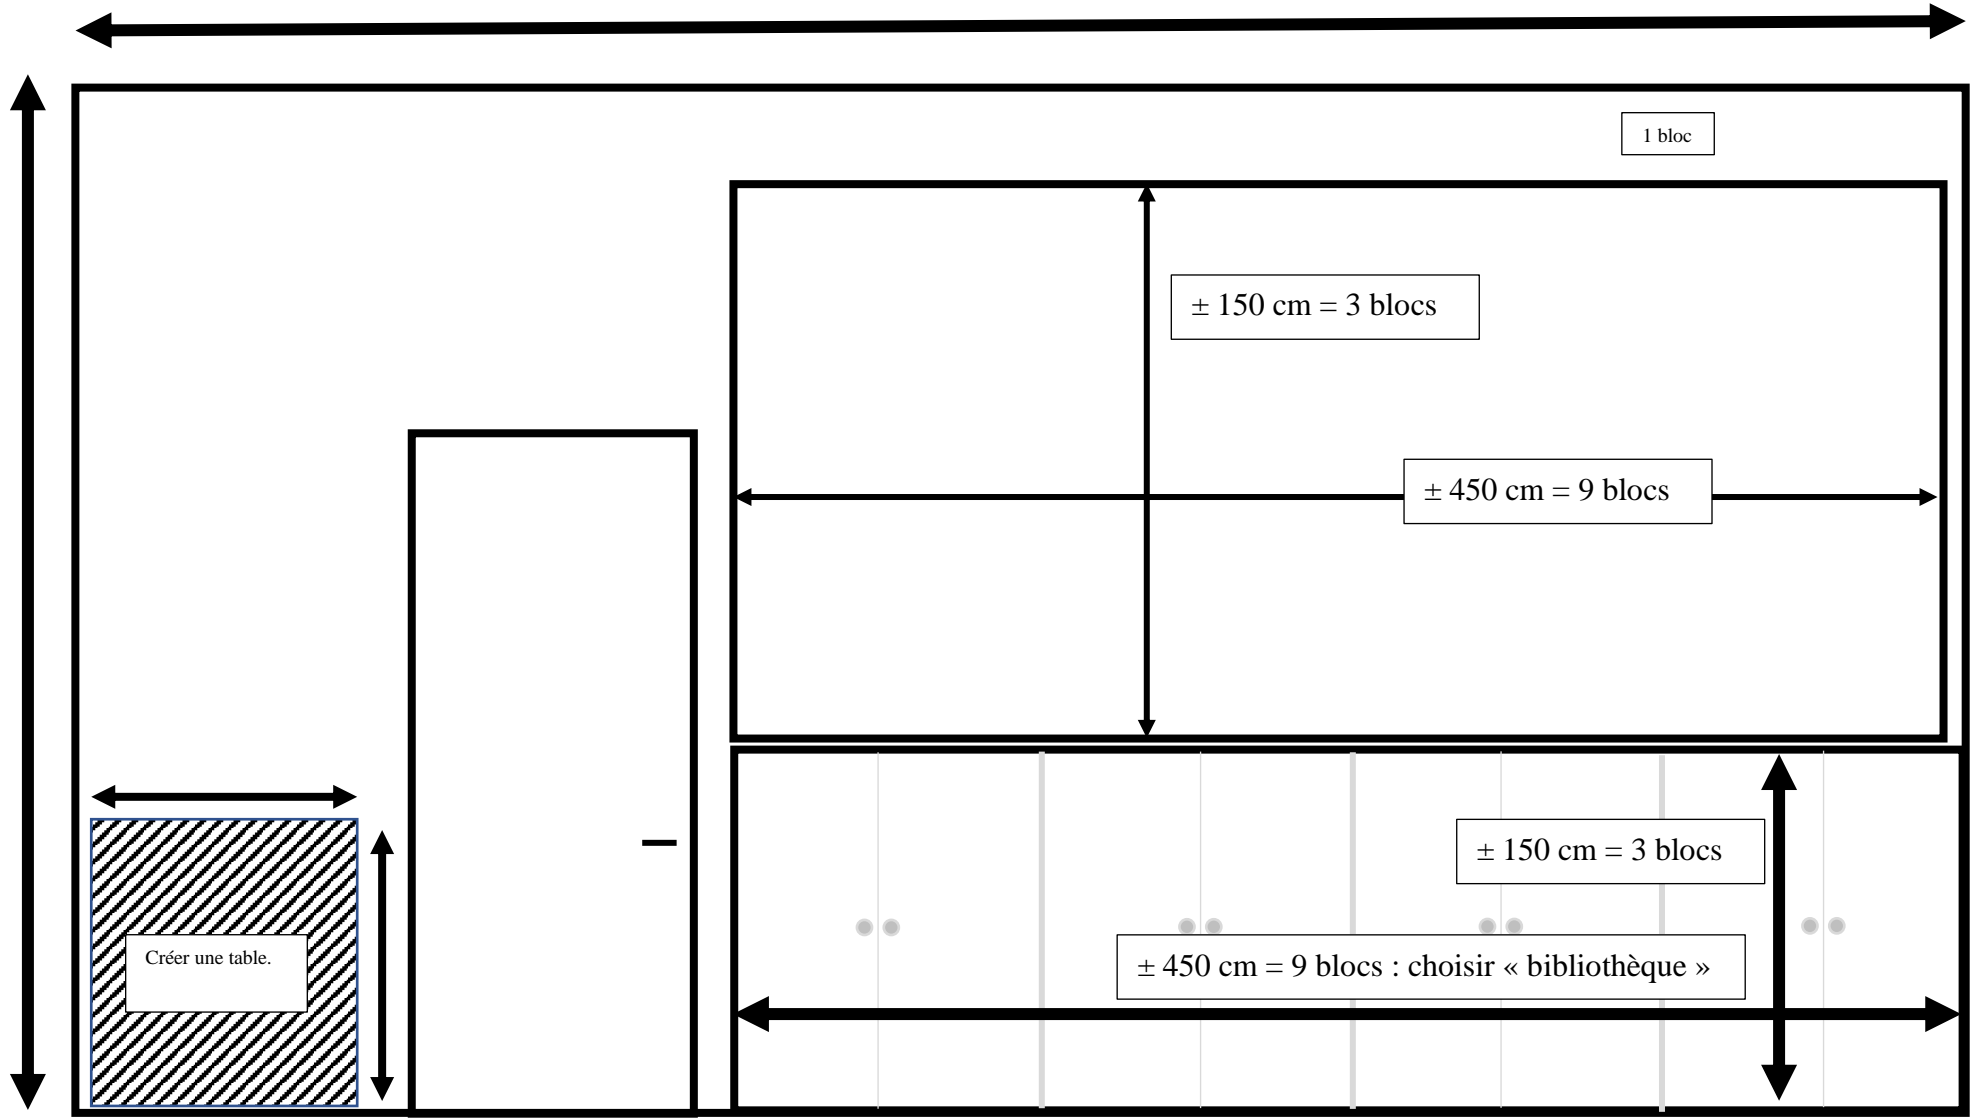 1 bloc
± 150 cm = 3 blocs
± 450 cm = 9 blocs
± 150 cm = 3 blocs
Créer une table.
± 450 cm = 9 blocs : choisir « bibliothèque »